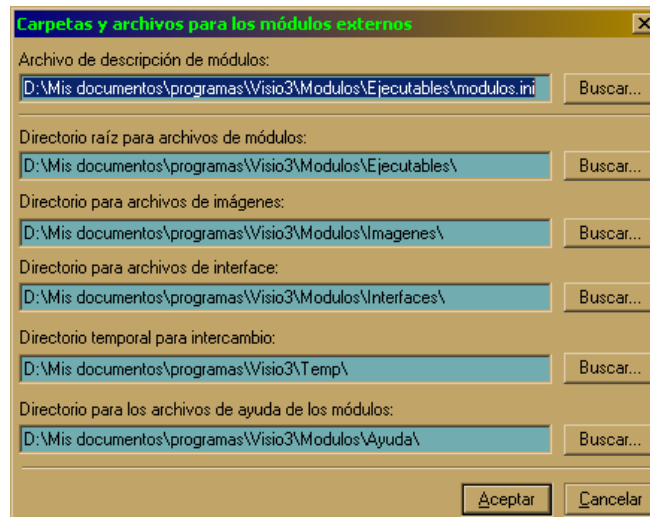 Carpetas y archivos para los módulos externos
Archivo de descripción de módulos:
D:\Mis documentos\programas\Visio3\Modulos\Ejecutables\modulos.ini
Buscar...
Directorio raíz para archivos de módulos:
D:\Mis documentos\programas\Visio3\Modulos\Ejecutables\
Buscar...
Directorio para archivos de imágenes:
D:\Mis documentos\programas\Visio3\Modulos\Imagenes\
Buscar...
Directorio para archivos de interface:
D:\Mis documentos\programas\Visio3\Modulos\Interfaces\
Buscar...
Directorio temporal para intercambio:
D:\Mis documentos\programas\Visio3\Temp\
Buscar...
Directorio para los archivos de ayuda de los módulos:
D:\Mis documentos\programas\Visio3\Modulos\Ayuda\
Buscar...
Aceptar
Cancelar